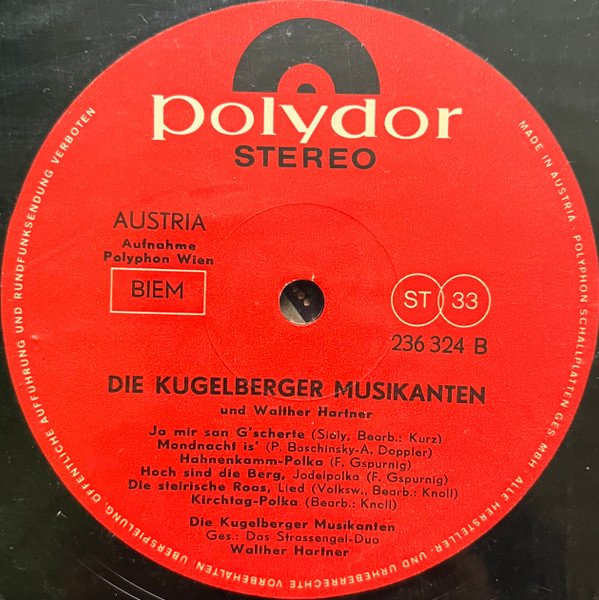 polydor
STEREO
AUSTRIA
Aufnahme
Polyphon Wien
BIEM
ST 33
236 324 B
DIE KUGELBERGER MUSIKANTEN
und Walther Hartner
Ja mir san G'scherte (Sioly, Bearb.: Kurz)
Mondnacht is' (P. Boschinsky-A. Doppler)
Hahnenkamm-Polka (F. Gspurnig)
Hoch sind die Berg, Jodelpolka (F. Gspurnig)
Die steirische Roas, Lied (Volksw., Bearb.: Knoll)
Kirchtag-Polka (Bearb.: Knoll)
Die Kugelberger Musikanten
Ges.: Das Strassengel-Duo
Walther Hartner
MADE IN AUSTRIA · POLYPHON SCHALLPLATTEN GES. MBH. ALLE HERSTELLER- UND URHEBERRECHTE VORBEHALTEN ÜBERSPIELUNG, ÖFFENTLICHE AUFFÜHRUNG UND RUNDFUNKSENDUNG VERBOTEN